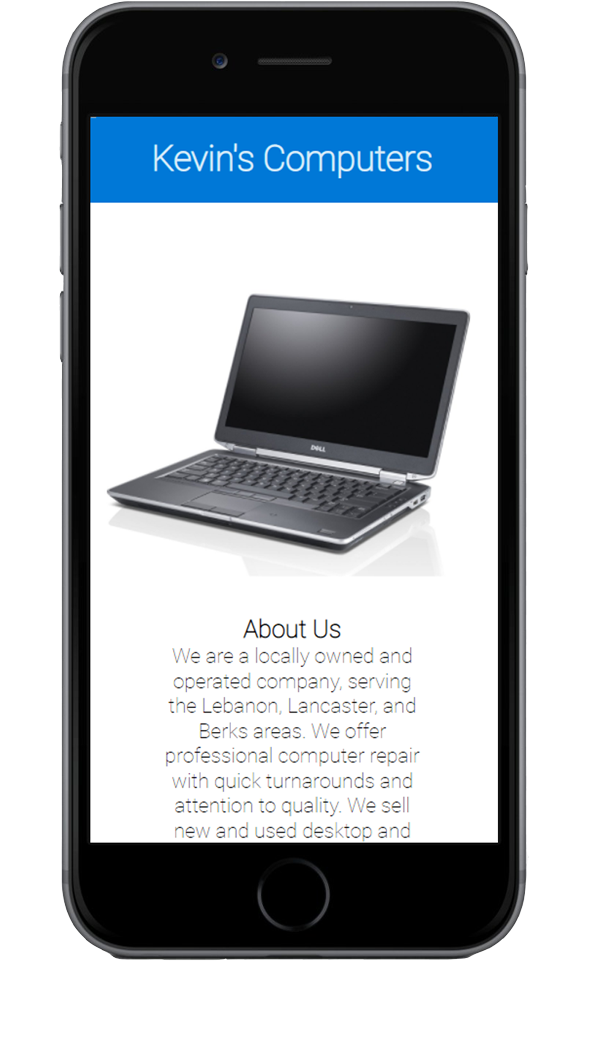 Kevin's Computers
DELL
About Us
We are a locally owned and
operated company, serving
the Lebanon, Lancaster, and
Berks areas. We offer
professional computer repair
with quick turnarounds and
attention to quality. We sell
new and used desktop and